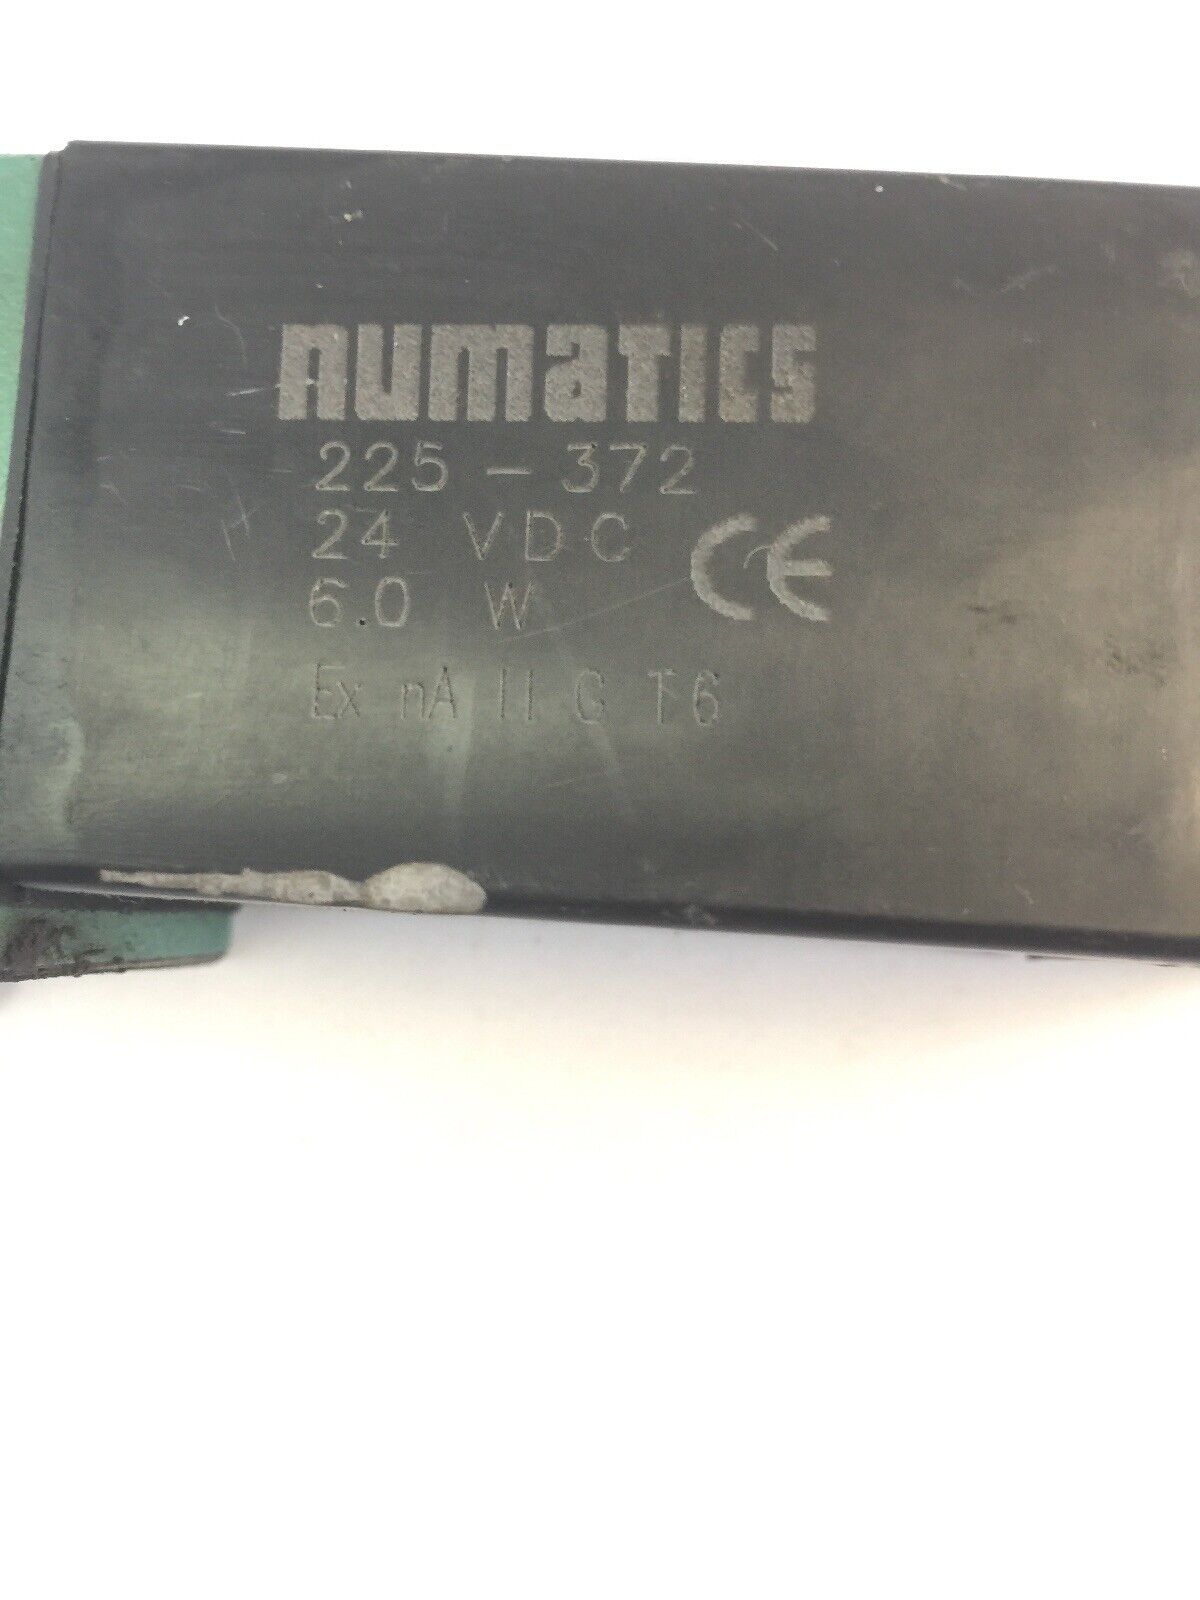 numatics
225 - 372
24 VDC
6.0 W
CE
Ex nA II G T6